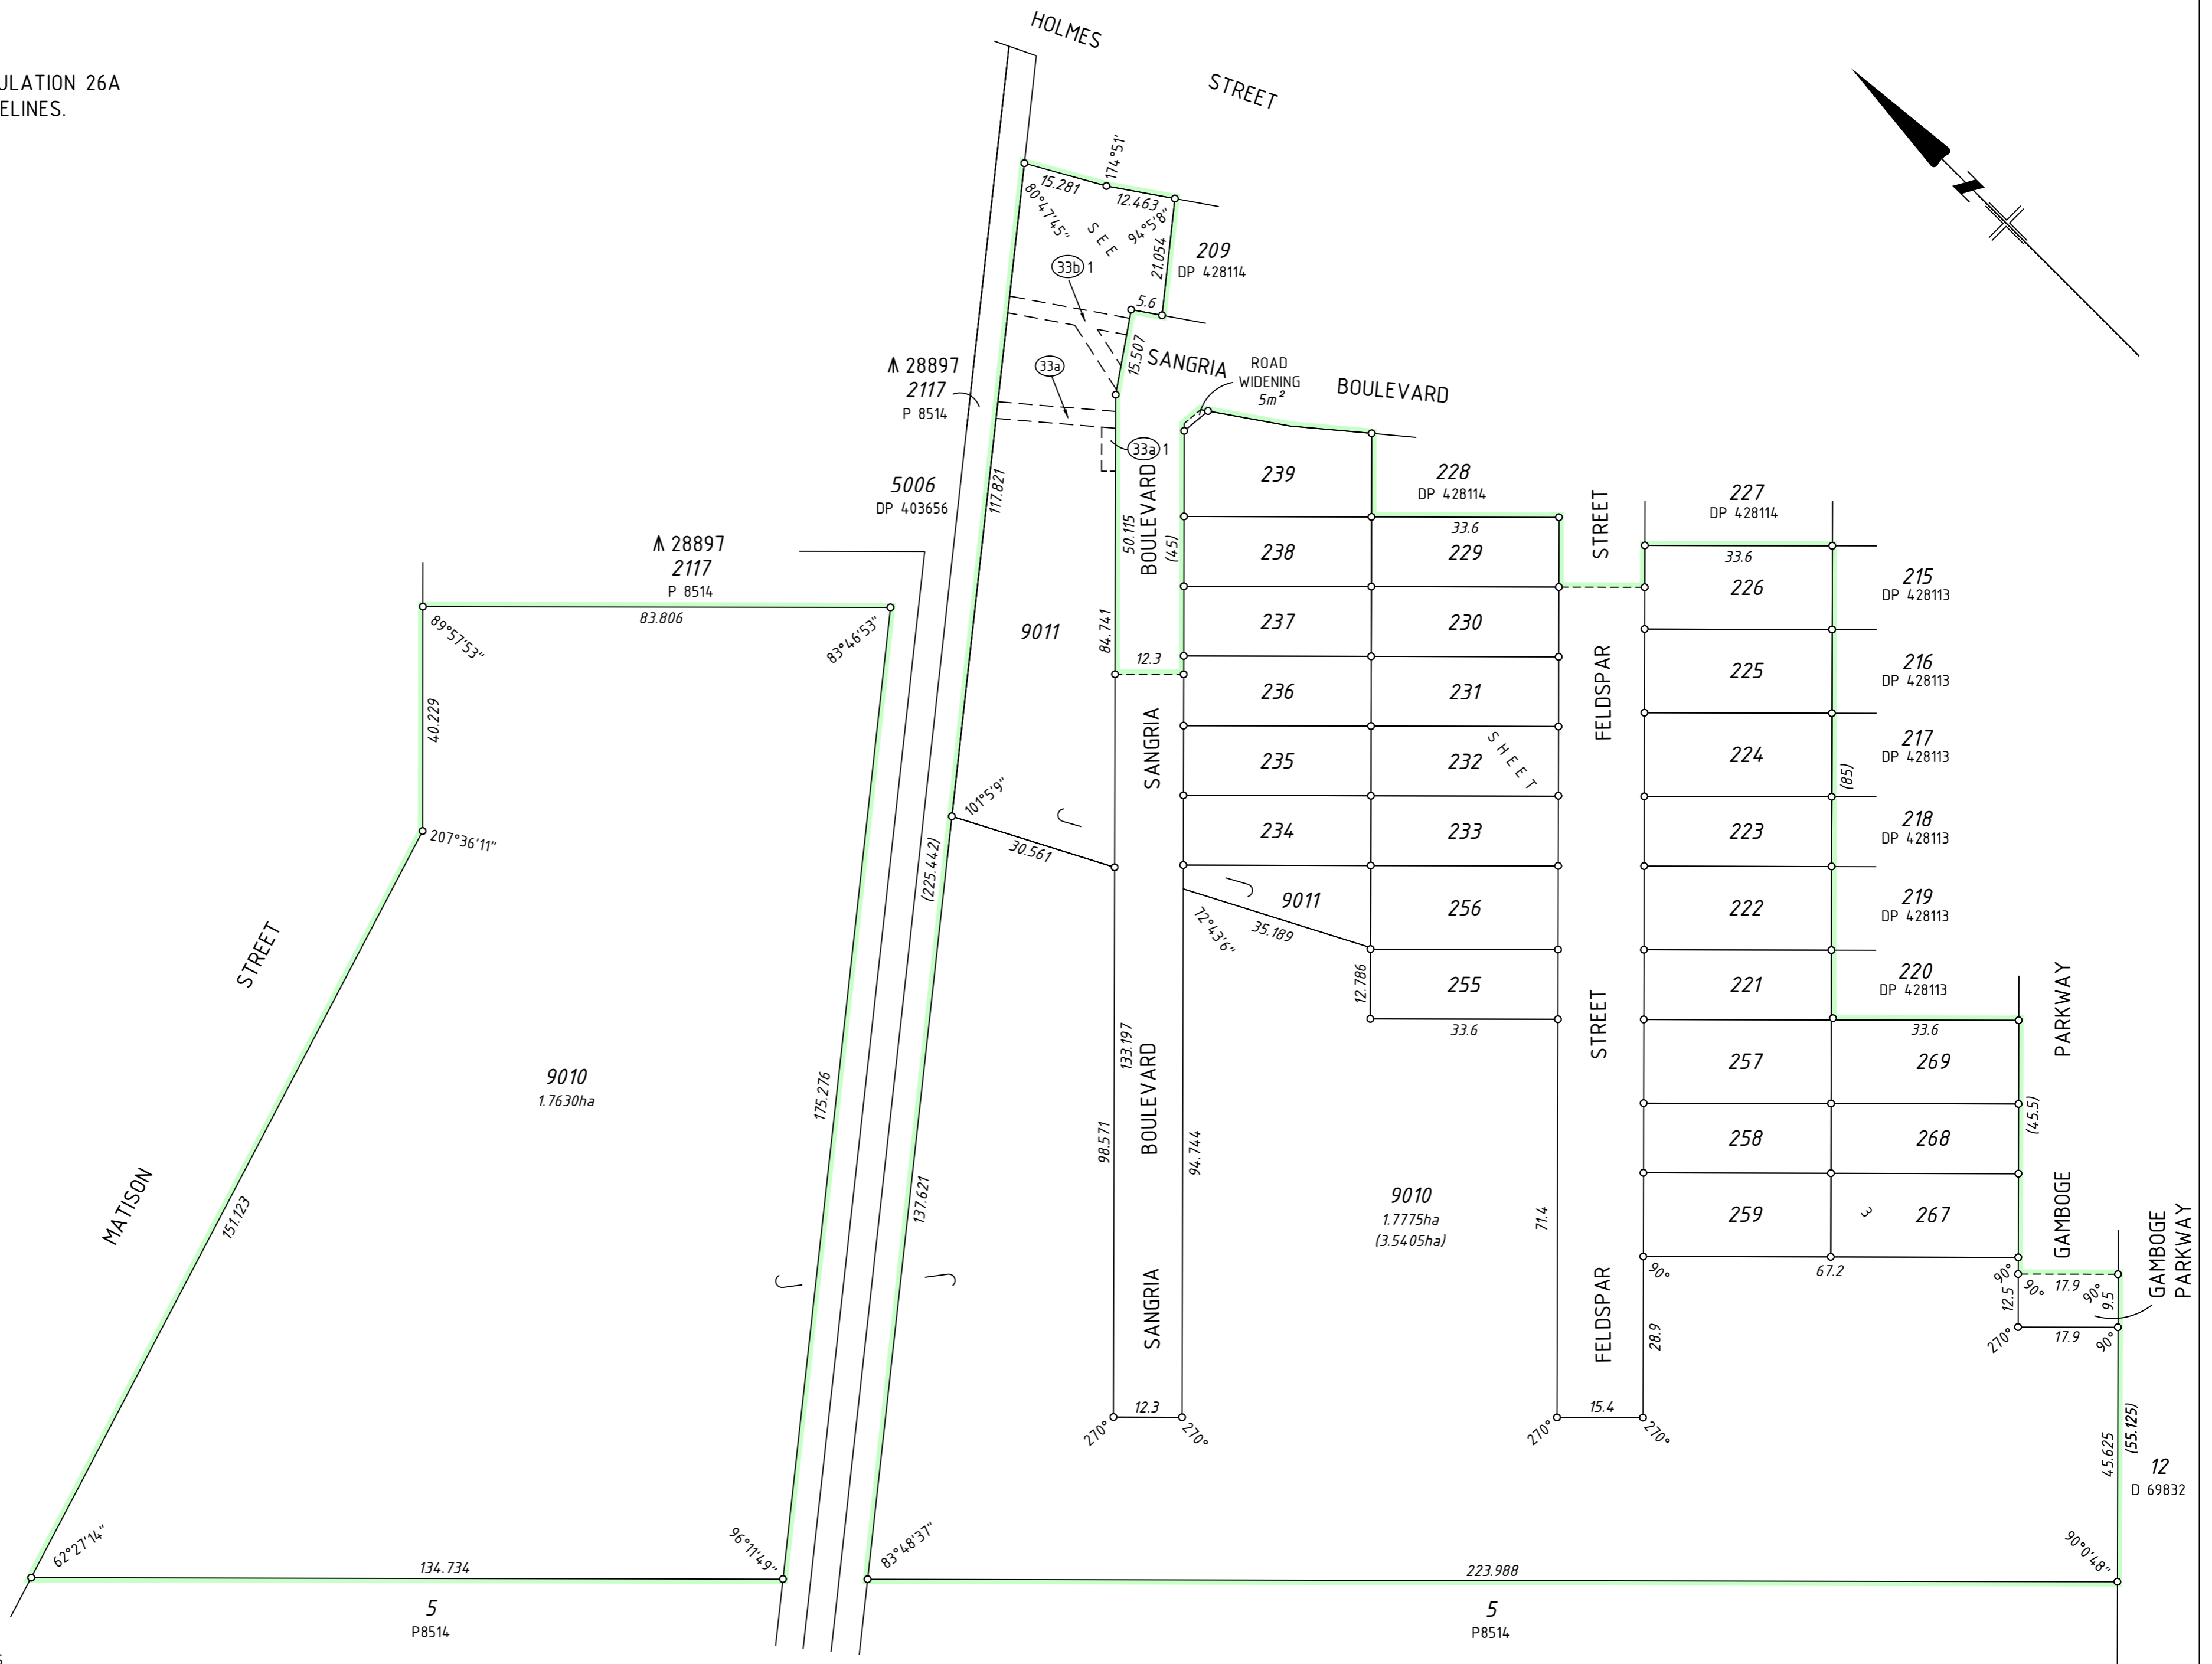 HOLMES
STREET
ULATION 26A
ELINES.
174°51'
15.281
12.463
80°47'45"
94°5'8"
SEE
21.054
209
DP 428114
33b 1
5.6
15.507
SANGRIA
BOULEVARD
ROAD
WIDENING
5m²
28897
2117
P 8514
33a
33a 1
117.821
5006
DP 403656
50.115
BOULEVARD
(45)
239
228
DP 428114
33.6
STREET
227
DP 428114
33.6
28897
2117
P 8514
83.806
89°57'53"
83°46'53"
40.229
207°36'11"
9011
84.741
12.3
238
229
226
215
DP 428113
237
230
FELDSPAR
225
216
DP 428113
236
231
SANGRIA
235
232
SHEET
224
217
DP 428113
(85)
101°5'9"
30.561
(225.442)
234
233
223
218
DP 428113
9011
72°43'6"
35.189
256
222
219
DP 428113
12.786
255
33.6
221
220
DP 428113
33.6
STREET
PARKWAY
STREET
MATISON
151.123
9010
1.7630ha
175.276
137.621
133.197
98.571
BOULEVARD
94.744
SANGRIA
9010
1.7775ha
(3.5405ha)
71.4
257
269
(45.5)
258
268
259
3
267
GAMBOGE
GAMBOGE
PARKWAY
90°
67.2
90°
90°
17.9
90°
12.5
9.5
270°
17.9
90°
FELDSPAR
28.9
12.3
270°
270°
15.4
270°
270°
45.625
(55.125)
12
D 69832
62°27'14"
134.734
96°11'49"
83°48'37"
223.988
90°0'48"
5
P8514
5
P8514